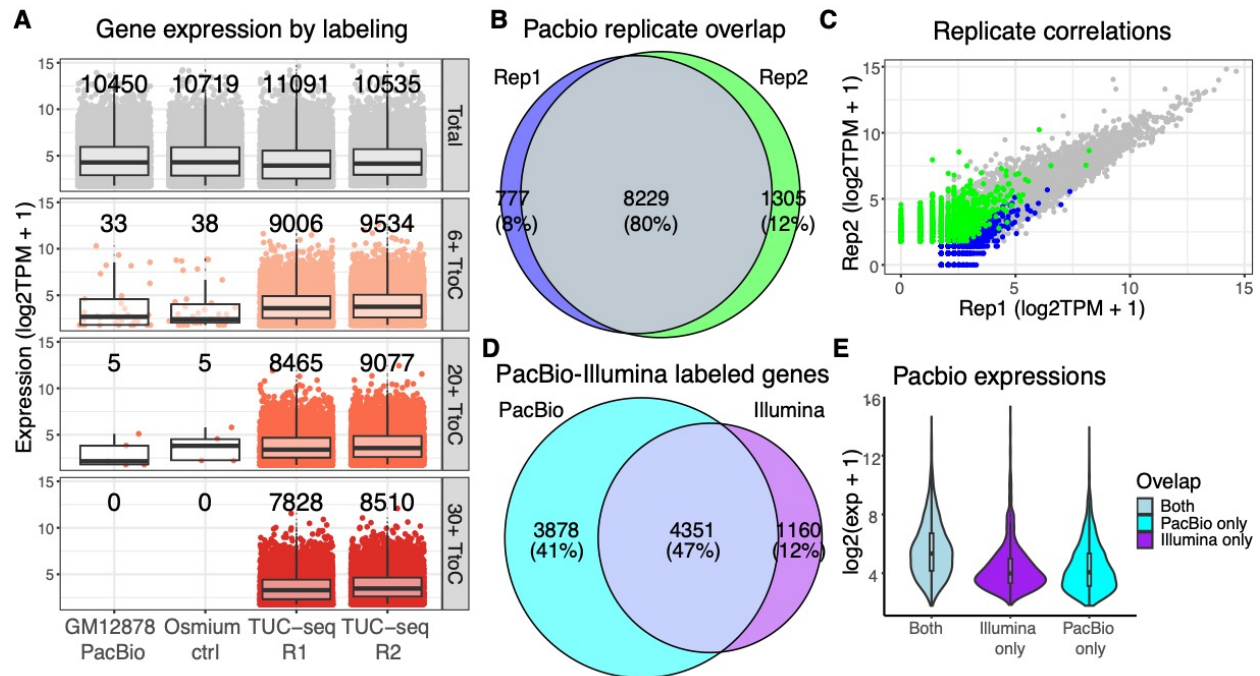 A
Gene expression by labeling
15
10
5
10450
10719
11091
10535
Total
15
10
5
33
38
9006
9534
6+ TtoC
15
10
5
5
5
8465
9077
20+ TtoC
15
10
5
0
0
7828
8510
30+ TtoC
Expression (log2TPM + 1)
GM12878
PacBio
Osmium
ctrl
TUC−seq
R1
TUC−seq
R2
B
Pacbio replicate overlap
Rep1
Rep2
777
(8%)
8229
(80%)
1305
(12%)
C
Replicate correlations
Rep2 (log2TPM + 1)
15
10
5
0
0
5
10
15
Rep1 (log2TPM + 1)
D
PacBio-Illumina labeled genes
PacBio
Illumina
3878
(41%)
4351
(47%)
1160
(12%)
E
Pacbio expressions
log2(exp + 1)
16
12
8
4
Both
Illumina
only
PacBio
only
Overlap
Both
PacBio only
Illumina only